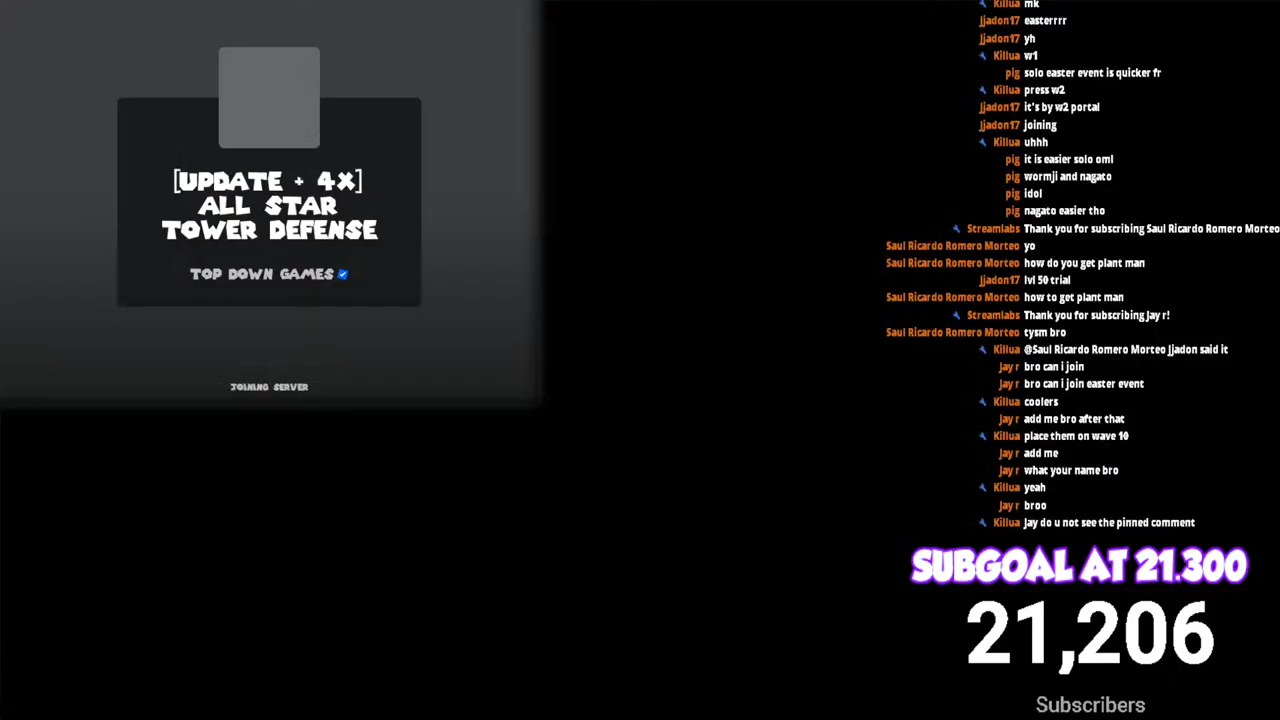 [UPDATE + 4X]
ALL STAR
TOWER DEFENSE
TOP DOWN GAMES
JOINING SERVER
Killua mk
Jjadon17 easterrrr
Jjadon17 yh
Killua w1
pig solo easter event is quicker fr
Killua press w2
Jjadon17 it's by w2 portal
Jjadon17 joining
Killua uhhh
pig it is easier solo oml
pig wormji and nagato
pig idol
pig nagato easier tho
Streamlabs Thank you for subscribing Saul Ricardo Romero Morteo
Saul Ricardo Romero Morteo yo
Saul Ricardo Romero Morteo how do you get plant man
Jjadon17 lvl 50 trial
Saul Ricardo Romero Morteo how to get plant man
Streamlabs Thank you for subscribing Jay r!
Saul Ricardo Romero Morteo tysm bro
Killua @Saul Ricardo Romero Morteo Jjadon said it
Jay r bro can i join
Jay r bro can i join easter event
Killua coolers
Jay r add me bro after that
Killua place them on wave 10
Jay r add me
Jay r what your name bro
Killua yeah
Jay r broo
Killua Jay do u not see the pinned comment
SUBGOAL AT 21.300
21,206
Subscribers